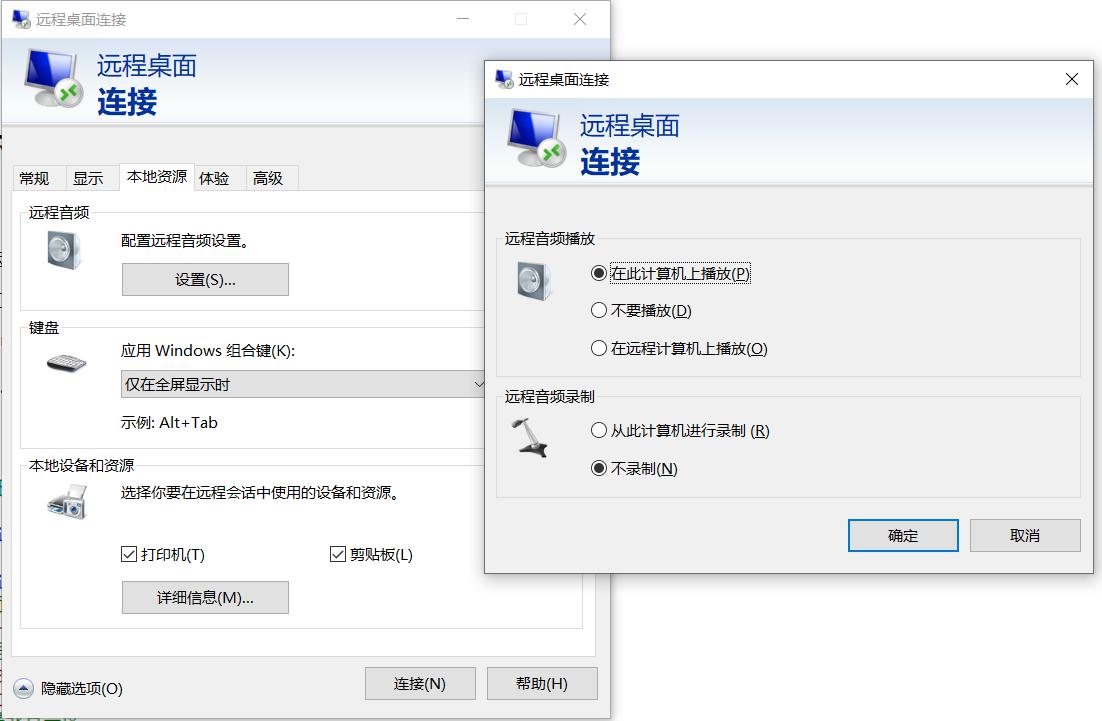 远程桌面连接
远程桌面
连接
常规 显示 本地资源 体验 高级
远程音频
配置远程音频设置。
设置(S)...
键盘
应用 Windows 组合键(K):
仅在全屏显示时
示例: Alt+Tab
本地设备和资源
选择你要在远程会话中使用的设备和资源。
打印机(T) 剪贴板(L)
详细信息(M)...
隐藏选项(O) 连接(N) 帮助(H)
远程桌面连接
远程桌面
连接
远程音频播放
在此计算机上播放(P)
不要播放(D)
在远程计算机上播放(O)
远程音频录制
从此计算机进行录制 (R)
不录制(N)
确定 取消